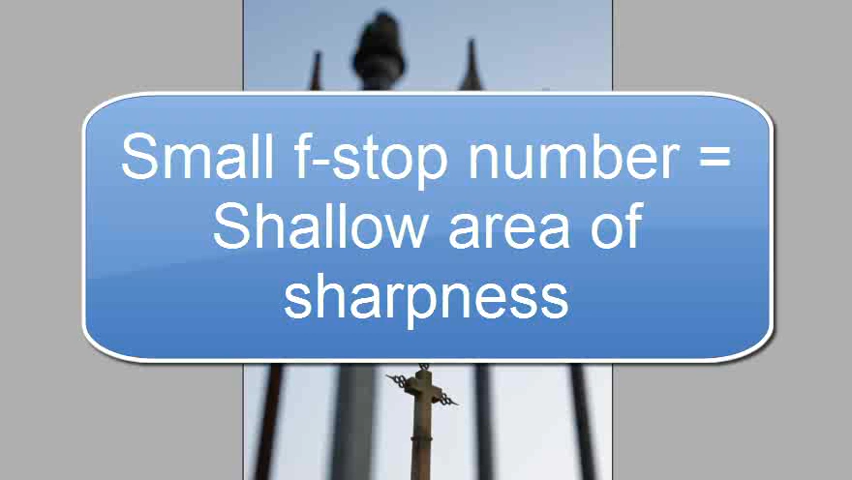 Small f-stop number =
Shallow area of
sharpness